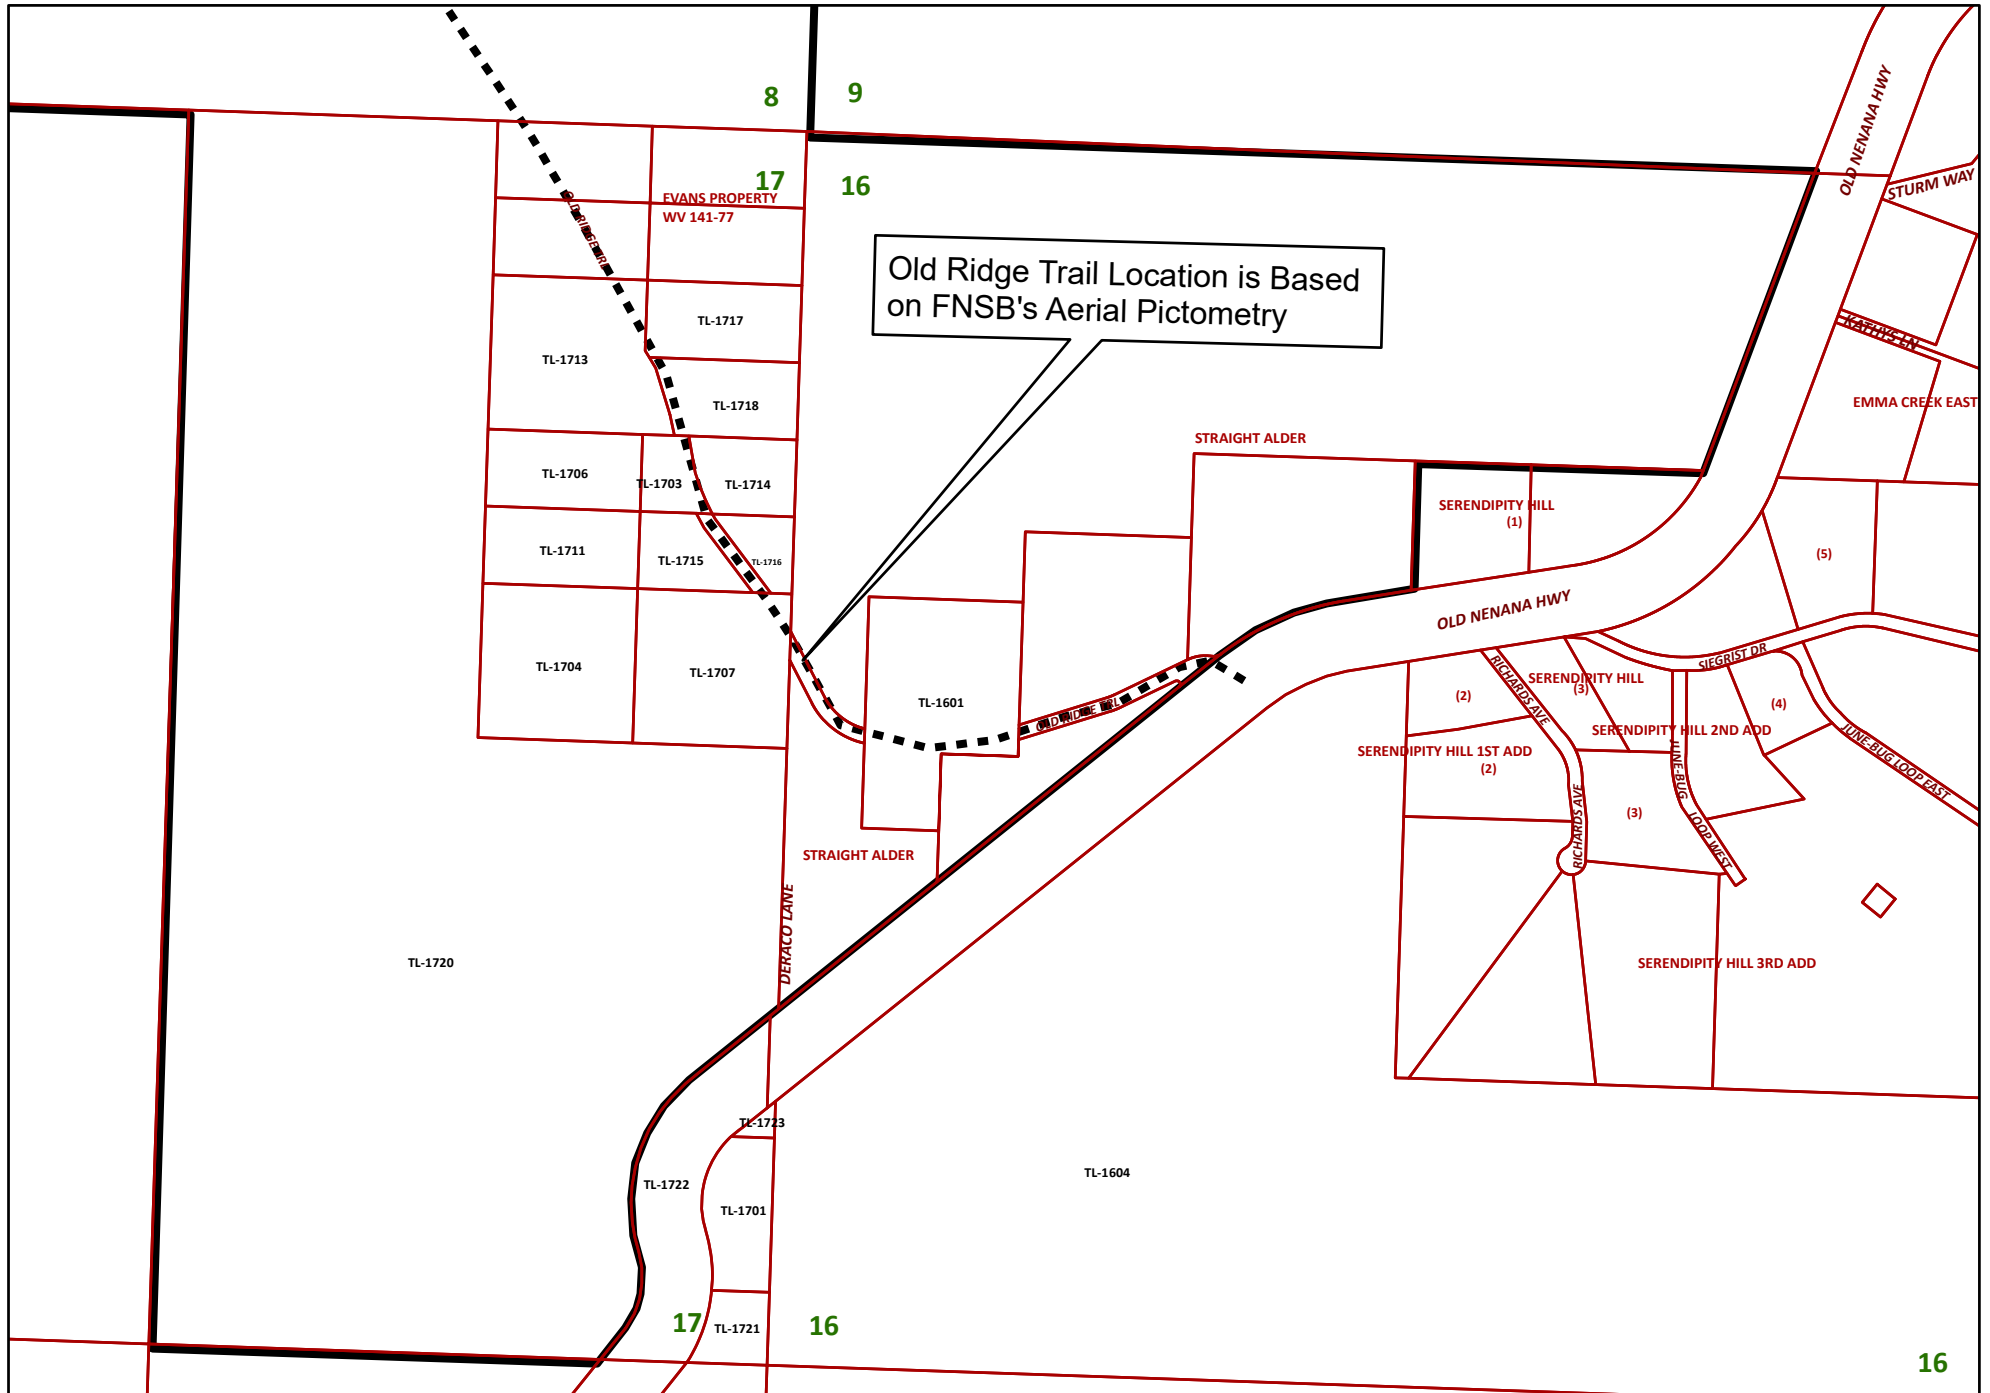 8
9
17
16
EVANS PROPERTY
WV 141-77
OLD RIDGE TRL
OLD NENANA HWY
STURM WAY
KATHYS LN
EMMA CREEK EAST
Old Ridge Trail Location is Based
on FNSB's Aerial Pictometry
TL-1717
TL-1713
TL-1718
STRAIGHT ALDER
TL-1706
TL-1703
TL-1714
SERENDIPITY HILL
(1)
TL-1711
TL-1715
TL-1716
(5)
OLD NENANA HWY
TL-1704
TL-1707
TL-1601
OLD RIDGE TRL
RICHARDS AVE
SIEGRIST DR
SERENDIPITY HILL
(3)
(2)
(4)
SERENDIPITY HILL 2ND ADD
SERENDIPITY HILL 1ST ADD
(2)
JUNE-BUG LOOP EAST
JUNE-BUG LOOP WEST
RICHARDS AVE
(3)
STRAIGHT ALDER
DERACO LANE
TL-1720
SERENDIPITY HILL 3RD ADD
TL-1723
TL-1604
TL-1722
TL-1701
17
16
TL-1721
16